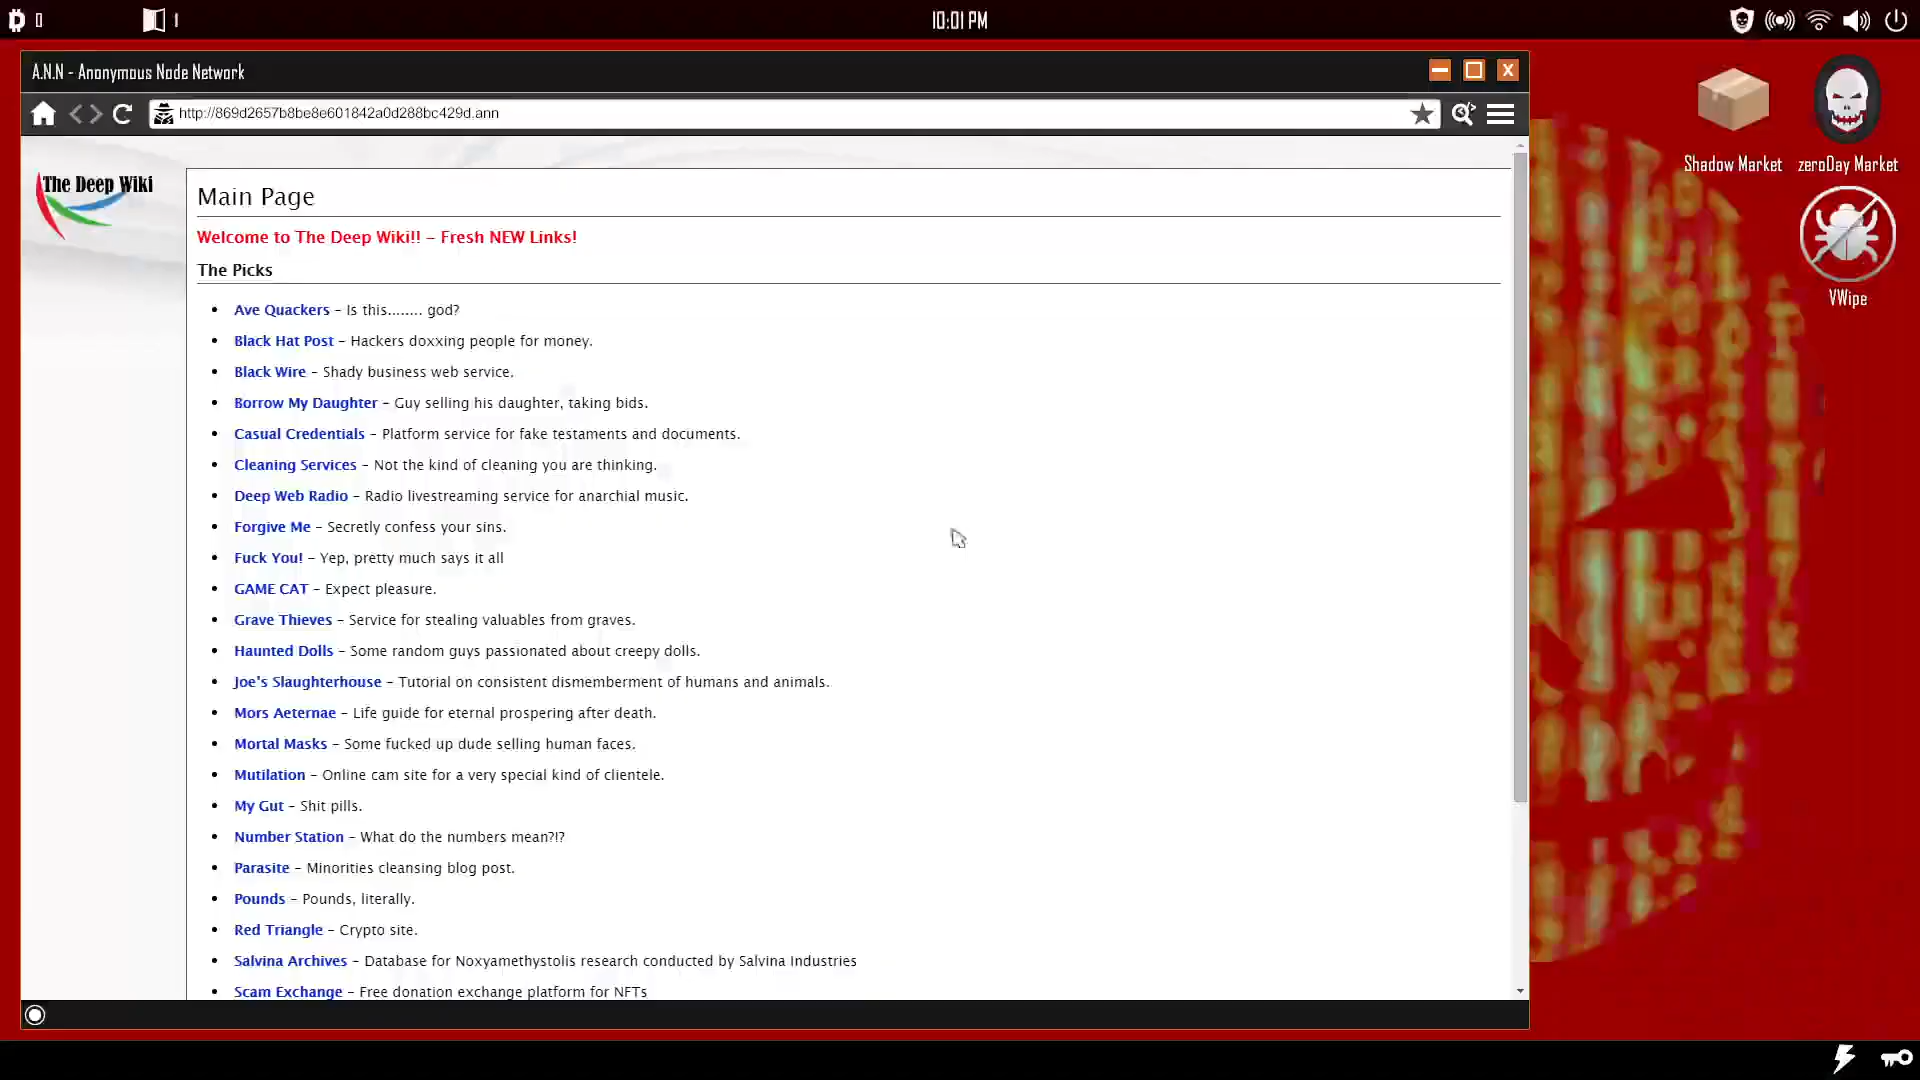 0
1
10:01 PM
A.N.N - Anonymous Node Network
http://869d2657b8be8e601842a0d288bc429d.ann
Shadow Market
zeroDay Market
VWipe
The Deep Wiki
Main Page
Welcome to The Deep Wiki!! – Fresh NEW Links!
The Picks
• Ave Quackers – Is this........ god?
• Black Hat Post – Hackers doxxing people for money.
• Black Wire – Shady business web service.
• Borrow My Daughter – Guy selling his daughter, taking bids.
• Casual Credentials – Platform service for fake testaments and documents.
• Cleaning Services – Not the kind of cleaning you are thinking.
• Deep Web Radio – Radio livestreaming service for anarchial music.
• Forgive Me – Secretly confess your sins.
• Fuck You! – Yep, pretty much says it all
• GAME CAT – Expect pleasure.
• Grave Thieves – Service for stealing valuables from graves.
• Haunted Dolls – Some random guys passionated about creepy dolls.
• Joe's Slaughterhouse – Tutorial on consistent dismemberment of humans and animals.
• Mors Aeternae – Life guide for eternal prospering after death.
• Mortal Masks – Some fucked up dude selling human faces.
• Mutilation – Online cam site for a very special kind of clientele.
• My Gut – Shit pills.
• Number Station – What do the numbers mean?!?
• Parasite – Minorities cleansing blog post.
• Pounds – Pounds, literally.
• Red Triangle – Crypto site.
• Salvina Archives – Database for Noxyamethystolis research conducted by Salvina Industries
• Scam Exchange – Free donation exchange platform for NFTs